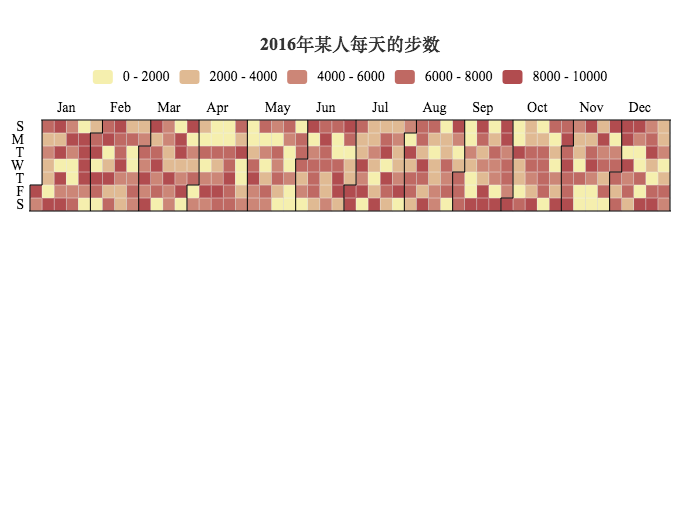 2016年某人每天的步数
0 - 2000 2000 - 4000 4000 - 6000 6000 - 8000 8000 - 10000
Jan Feb Mar Apr May Jun Jul Aug Sep Oct Nov Dec
S
M
T
W
T
F
S